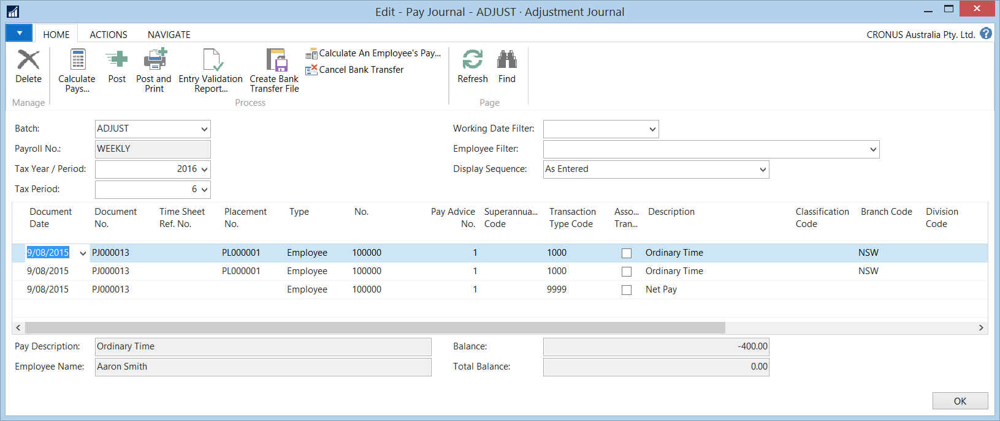 Edit - Pay Journal - ADJUST · Adjustment Journal
HOME ACTIONS NAVIGATE CRONUS Australia Pty. Ltd. ?
Delete
Calculate Pays...
Post
Post and Print
Entry Validation Report...
Create Bank Transfer File
Calculate An Employee's Pay...
Cancel Bank Transfer
Refresh
Find
Manage Process Page
Batch: ADJUST
Payroll No.: WEEKLY
Tax Year / Period: 2016
Tax Period: 6
Working Date Filter:
Employee Filter:
Display Sequence: As Entered
Document Date Document No. Time Sheet Ref. No. Placement No. Type No. Pay Advice No. Superannua... Code Transaction Type Code Asso... Tran... Description Classification Code Branch Code Division Code
9/08/2015 PJ000013 PL000001 Employee 100000 1 1000 Ordinary Time NSW
9/08/2015 PJ000013 PL000001 Employee 100000 1 1000 Ordinary Time NSW
9/08/2015 PJ000013 Employee 100000 1 9999 Net Pay
Pay Description: Ordinary Time
Employee Name: Aaron Smith
Balance: -400.00
Total Balance: 0.00
OK